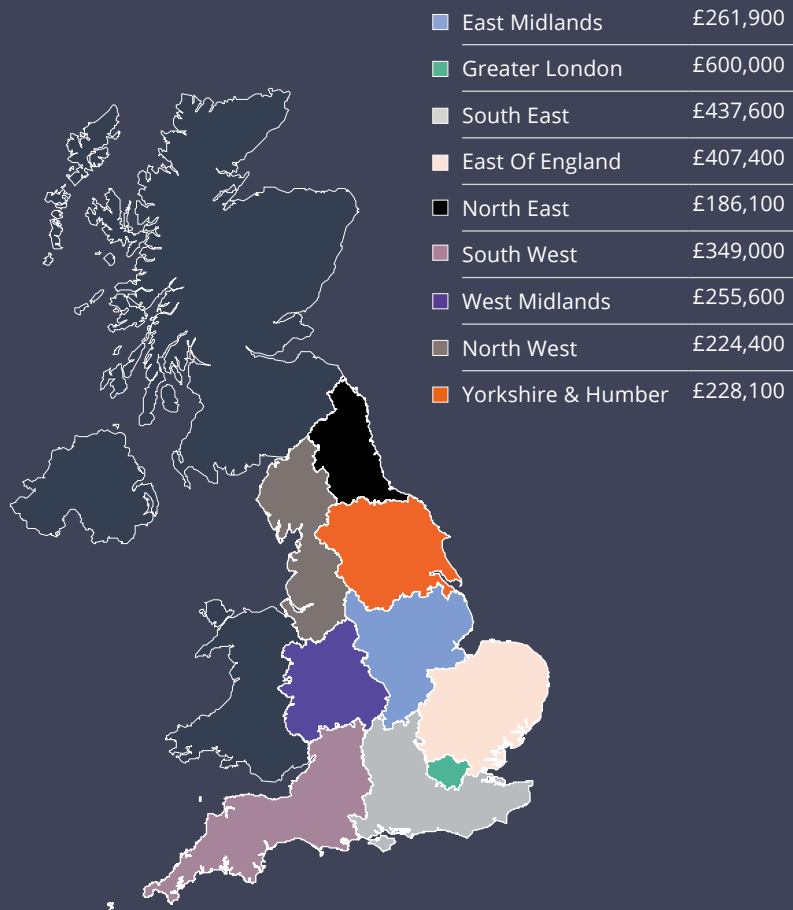 East Midlands £261,900
Greater London £600,000
South East £437,600
East Of England £407,400
North East £186,100
South West £349,000
West Midlands £255,600
North West £224,400
Yorkshire & Humber £228,100